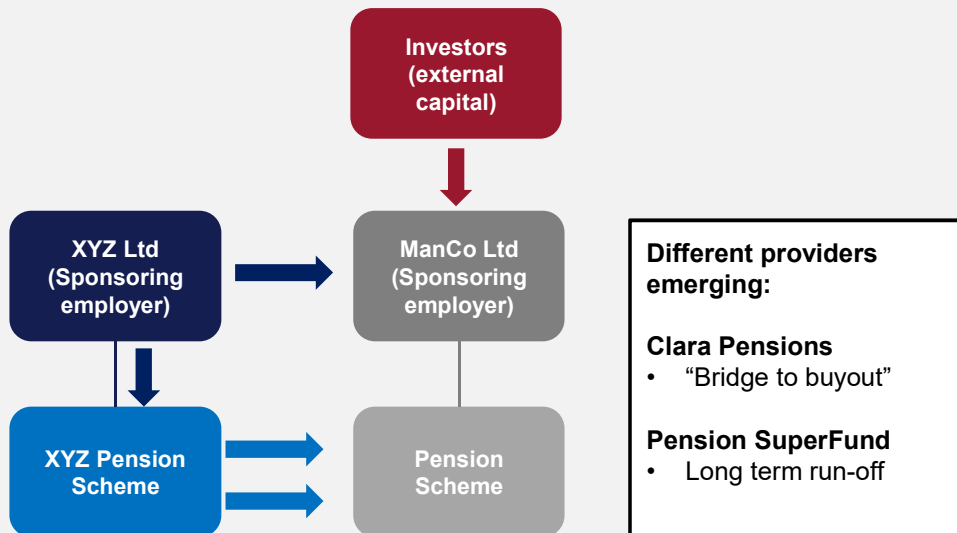 Investors
(external
capital)
XYZ Ltd
(Sponsoring
employer)
ManCo Ltd
(Sponsoring
employer)
XYZ Pension
Scheme
Pension
Scheme
Different providers
emerging:
Clara Pensions
• “Bridge to buyout”
Pension SuperFund
• Long term run-off